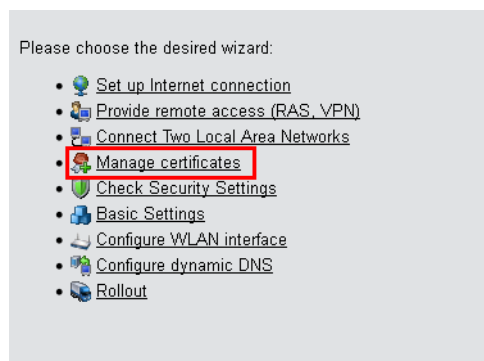 Please choose the desired wizard:
Set up Internet connection
Provide remote access (RAS, VPN)
Connect Two Local Area Networks
Manage certificates
Check Security Settings
Basic Settings
Configure WLAN interface
Configure dynamic DNS
Rollout